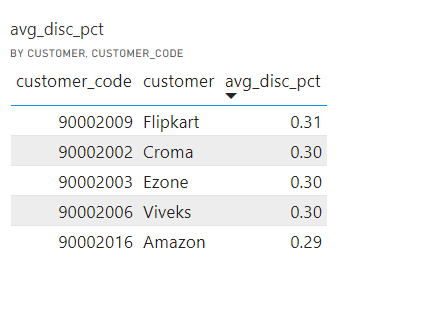 avg_disc_pct
BY CUSTOMER, CUSTOMER_CODE
customer_code customer avg_disc_pct
90002009 Flipkart 0.31
90002002 Croma 0.30
90002003 Ezone 0.30
90002006 Viveks 0.30
90002016 Amazon 0.29